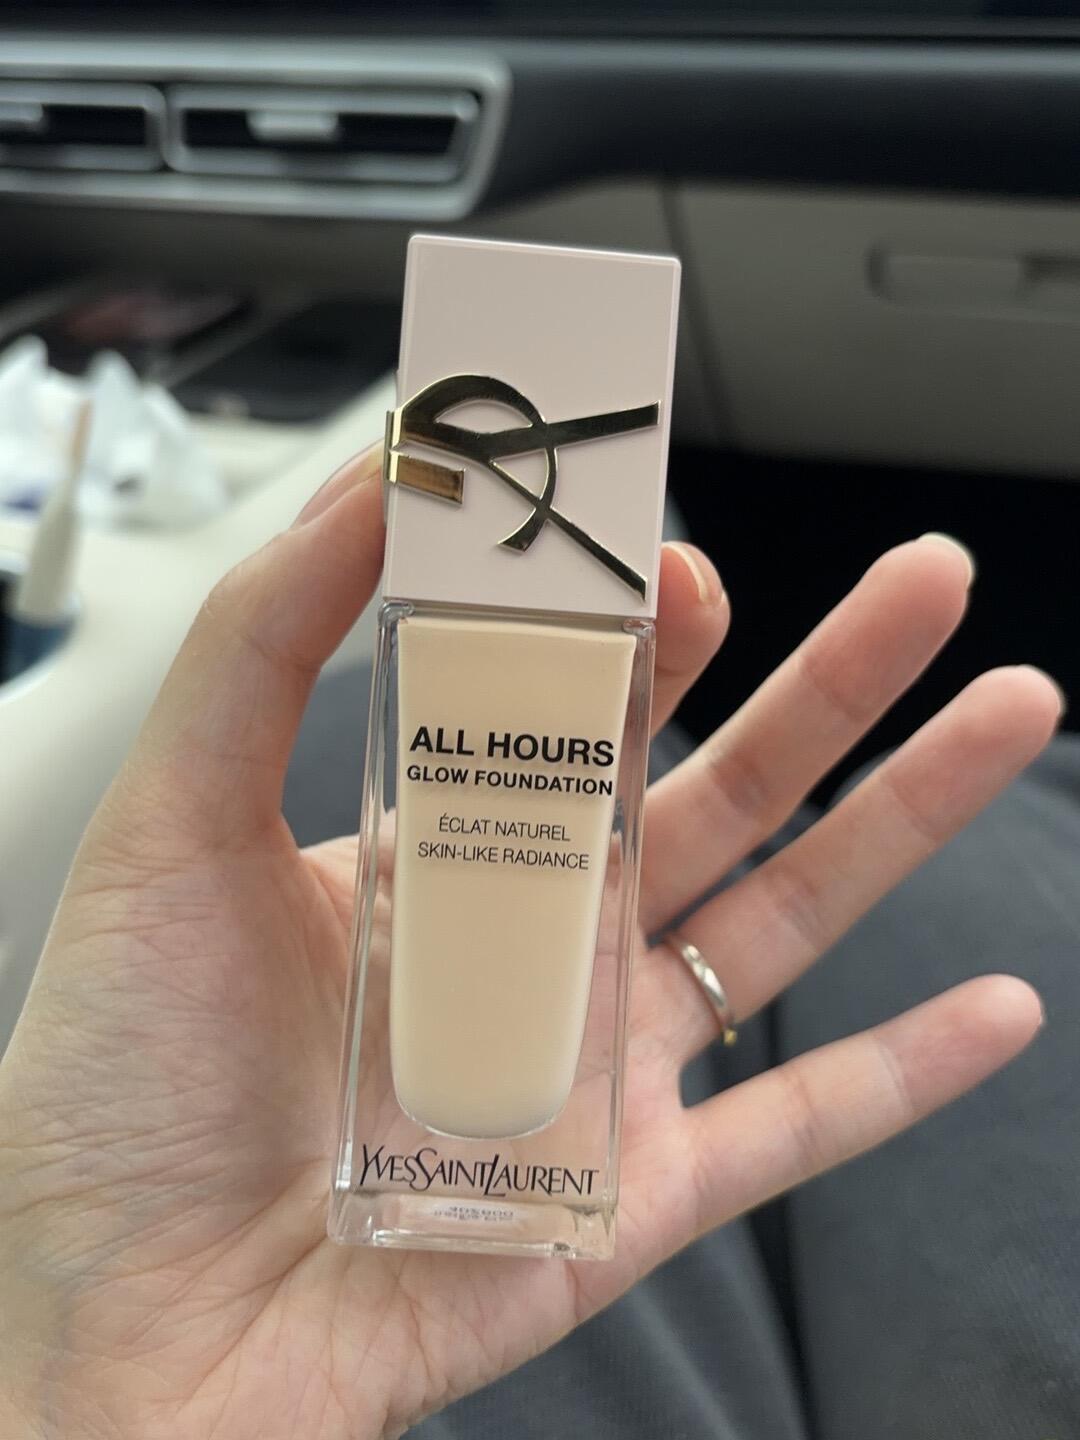 ALL HOURS
GLOW FOUNDATION
ÉCLAT NATUREL
SKIN-LIKE RADIANCE
YVESSAINTLAURENT